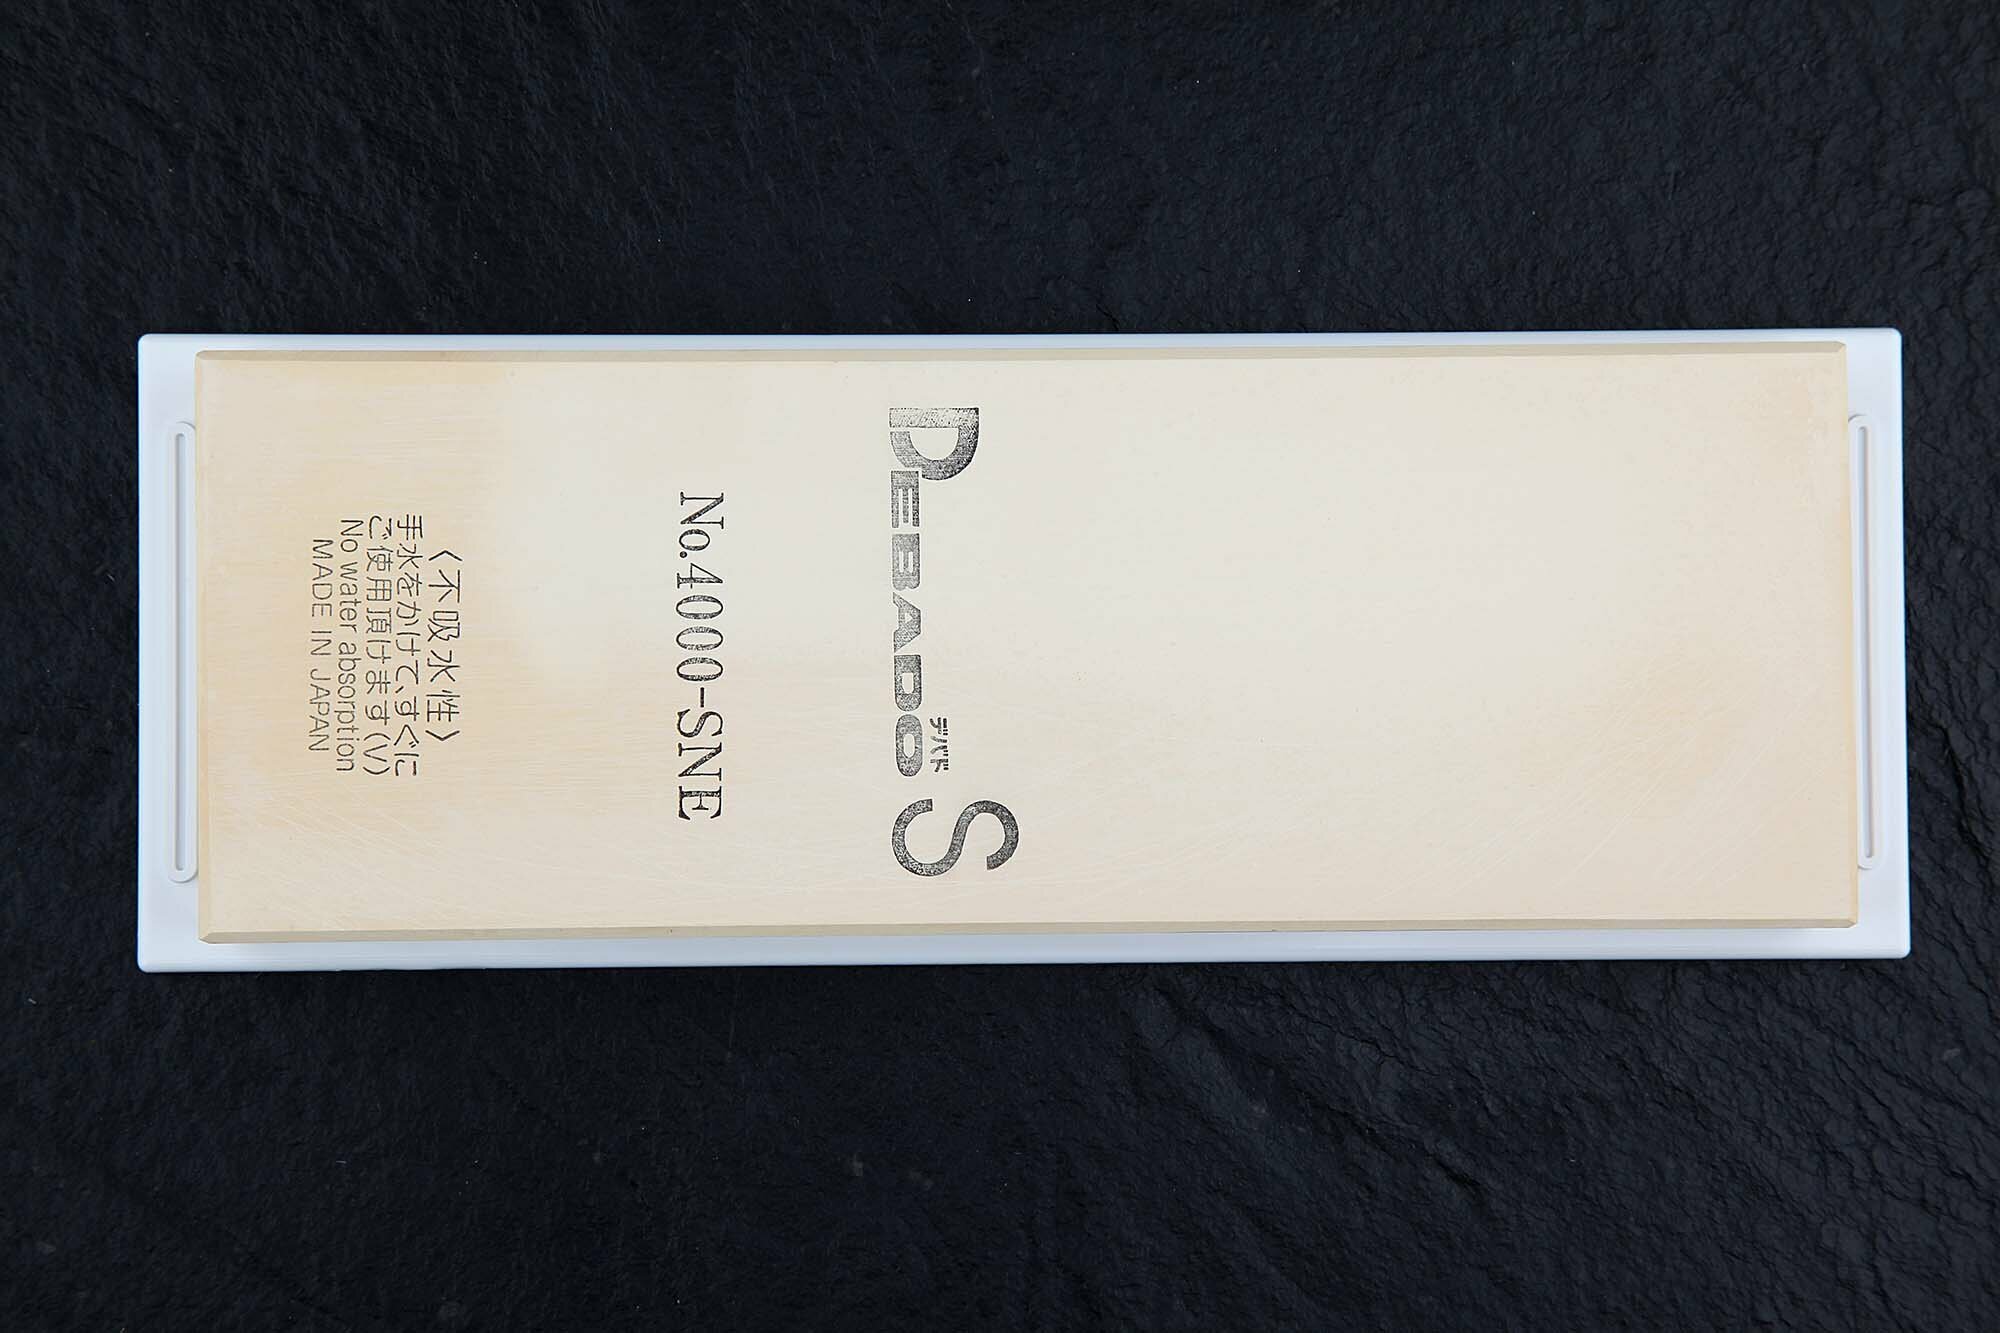 DEBADO S
デバド
No.4000-SNE
〈不吸水性〉
手水をかけて、すぐに
ご使用頂けます(V)
No water absorption
MADE IN JAPAN